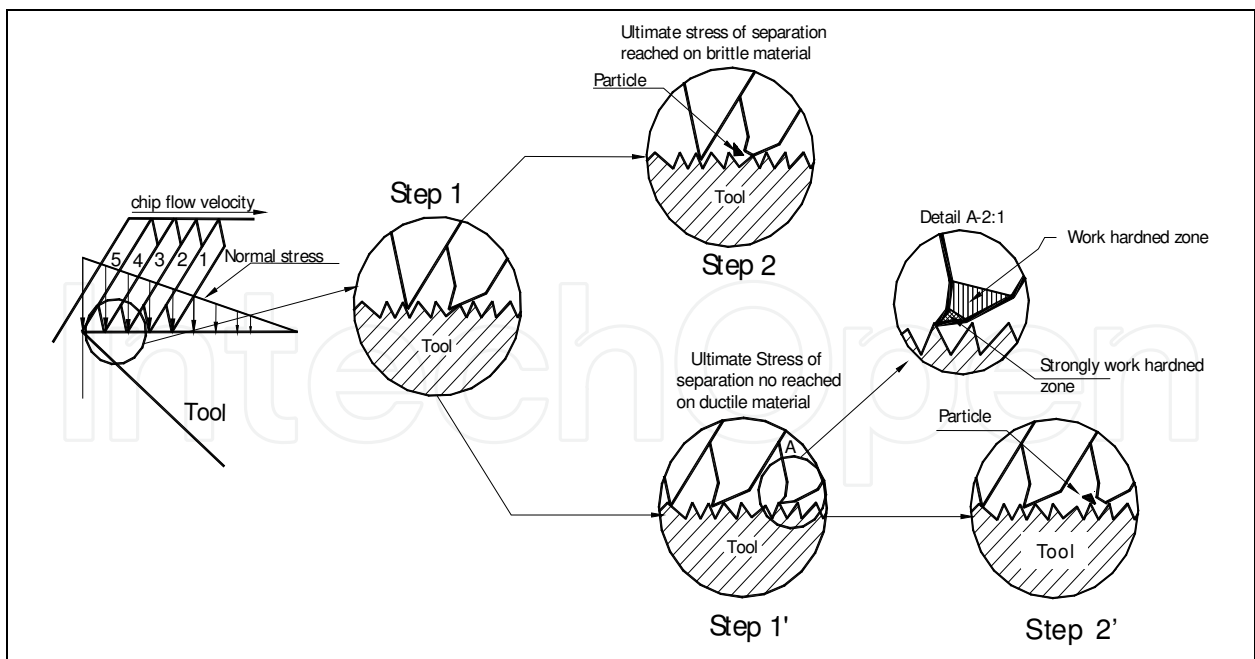 Ultimate stress of separation
reached on brittle material
Particle
Tool
Step 2
Step 1
Tool
chip flow velocity
5 4 3 2 1
Normal stress
Tool
Detail A-2:1
Work hardned zone
Strongly work hardned
zone
Ultimate Stress of
separation no reached
on ductile material
A
Tool
Step 1'
Particle
Tool
Step 2’
IntechOpen